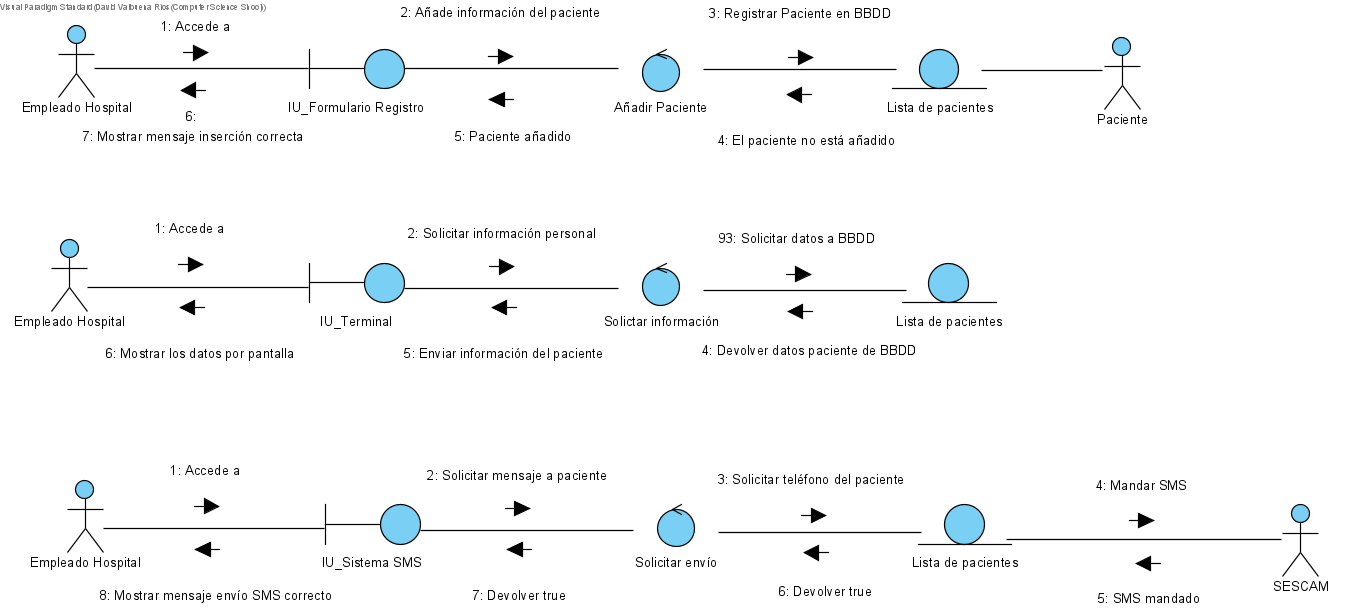 Visual Paradigm Standard (David Valbuena Rios (Computer Science Skool))
1: Accede a
2: Añade información del paciente
3: Registrar Paciente en BBDD
Empleado Hospital
IU_Formulario Registro
Añadir Paciente
Lista de pacientes
Paciente
6:
7: Mostrar mensaje inserción correcta
5: Paciente añadido
4: El paciente no está añadido
1: Accede a
2: Solicitar información personal
93: Solicitar datos a BBDD
Empleado Hospital
IU_Terminal
Solictar información
Lista de pacientes
6: Mostrar los datos por pantalla
5: Enviar información del paciente
4: Devolver datos paciente de BBDD
1: Accede a
2: Solicitar mensaje a paciente
3: Solicitar teléfono del paciente
4: Mandar SMS
Empleado Hospital
IU_Sistema SMS
Solicitar envío
Lista de pacientes
SESCAM
8: Mostrar mensaje envío SMS correcto
7: Devolver true
6: Devolver true
5: SMS mandado